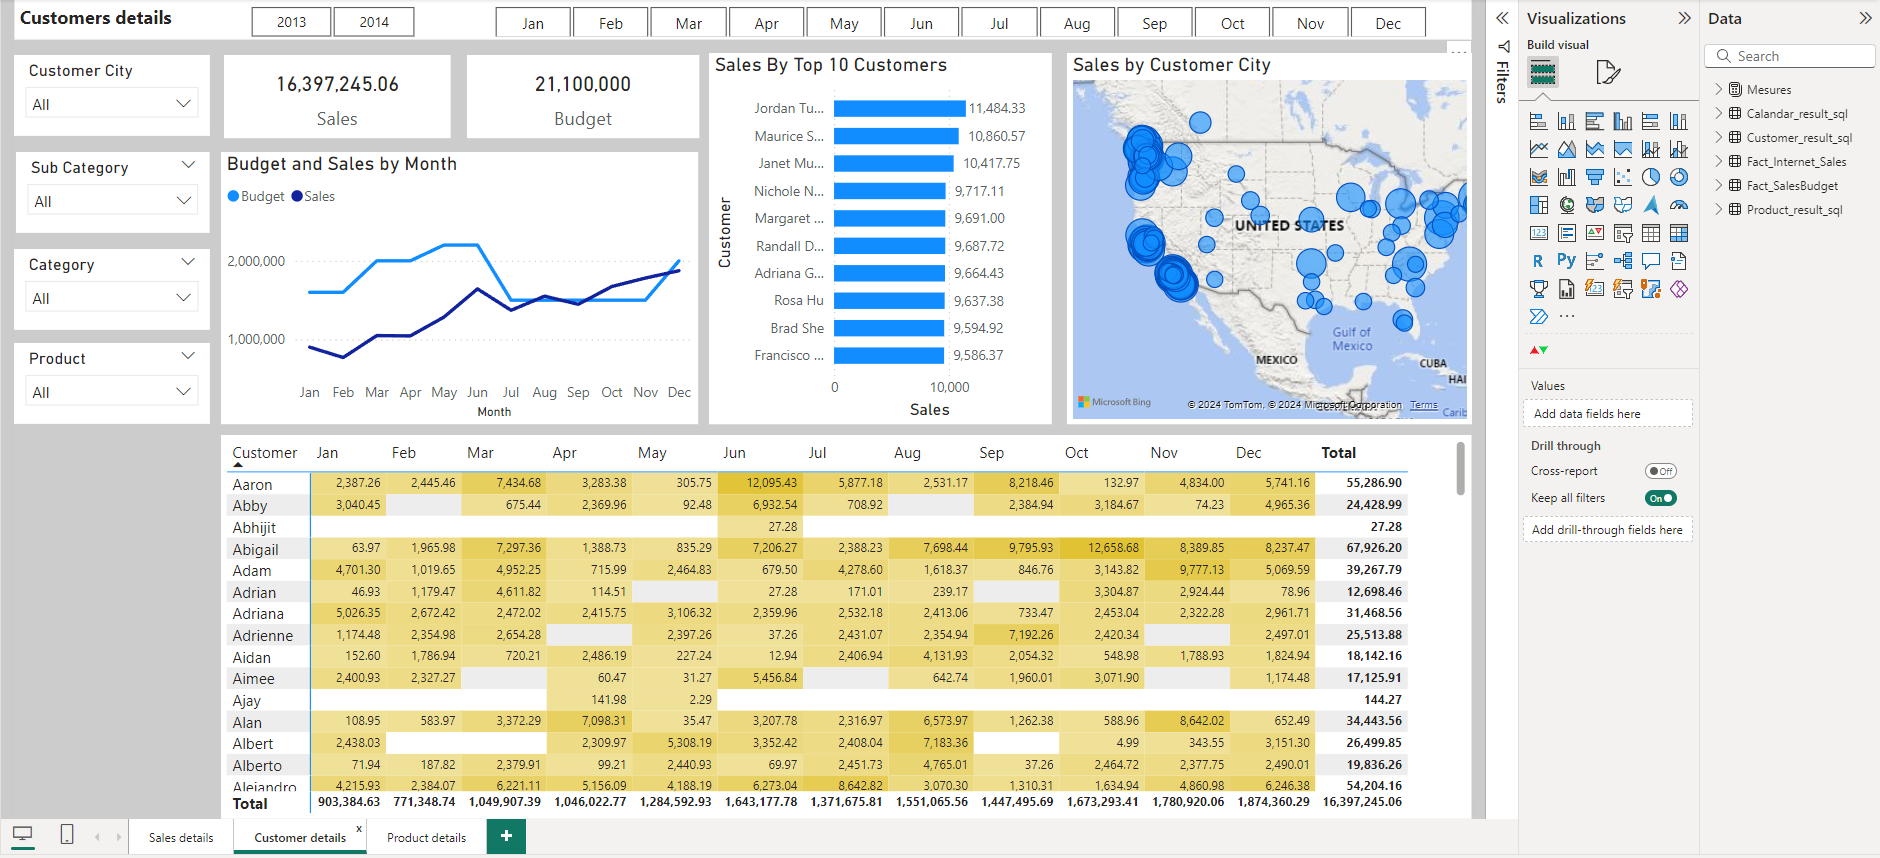 Customers details
2013
2014
Jan
Feb
Mar
Apr
May
Jun
Jul
Aug
Sep
Oct
Nov
Dec
Customer City
All
Sub Category
All
Category
All
Product
All
16,397,245.06
Sales
21,100,000
Budget
Budget and Sales by Month
Budget Sales
2,000,000
1,000,000
Jan Feb Mar Apr May Jun Jul Aug Sep Oct Nov Dec
Month
Sales By Top 10 Customers
Customer
Jordan Tu... 11,484.33
Maurice S... 10,860.57
Janet Mu... 10,417.75
Nichole N... 9,717.11
Margaret ... 9,691.00
Randall D... 9,687.72
Adriana G... 9,664.43
Rosa Hu 9,637.38
Brad She 9,594.92
Francisco ... 9,586.37
0 10,000
Sales
Sales by Customer City
UNITED STATES
Gulf of
Mexico
MEXICO
CUBA
HAI
Carib
Microsoft Bing
© 2024 TomTom, © 2024 Microsoft Corporation Terms
Customer Jan Feb Mar Apr May Jun Jul Aug Sep Oct Nov Dec Total
Aaron 2,387.26 2,445.46 7,434.68 3,283.38 305.75 12,095.43 5,877.18 2,531.17 8,218.46 132.97 4,834.00 5,741.16 55,286.90
Abby 3,040.45 675.44 2,369.96 92.48 6,932.54 708.92 2,384.94 3,184.67 74.23 4,965.36 24,428.99
Abhijit 27.28 27.28
Abigail 63.97 1,965.98 7,297.36 1,388.73 835.29 7,206.27 2,388.23 7,698.44 9,795.93 12,658.68 8,389.85 8,237.47 67,926.20
Adam 4,701.30 1,019.65 4,952.25 715.99 2,464.83 679.50 4,278.60 1,618.37 846.76 3,143.82 9,777.13 5,069.59 39,267.79
Adrian 46.93 1,179.47 4,611.82 114.51 27.28 171.01 239.17 3,304.87 2,924.44 78.96 12,698.46
Adriana 5,026.35 2,672.42 2,472.02 2,415.75 3,106.32 2,359.96 2,532.18 2,413.06 733.47 2,453.04 2,322.28 2,961.71 31,468.56
Adrienne 1,174.48 2,354.98 2,654.28 2,397.26 37.26 2,431.07 2,354.94 7,192.26 2,420.34 2,497.01 25,513.88
Aidan 152.60 1,786.94 720.21 2,486.19 227.24 12.94 2,406.94 4,131.93 2,054.32 548.98 1,788.93 1,824.94 18,142.16
Aimee 2,400.93 2,327.27 60.47 31.27 5,456.84 642.74 1,960.01 3,071.90 1,174.48 17,125.91
Ajay 141.98 2.29 144.27
Alan 108.95 583.97 3,372.29 7,098.31 35.47 3,207.78 2,316.97 6,573.97 1,262.38 588.96 8,642.02 652.49 34,443.56
Albert 2,438.03 2,309.97 5,308.19 3,352.42 2,408.04 7,183.36 4.99 343.55 3,151.30 26,499.85
Alberto 71.94 187.82 2,379.91 99.21 2,440.93 69.97 2,451.73 4,765.01 37.26 2,464.72 2,377.75 2,490.01 19,836.26
Alejandro 4,215.93 2,384.07 6,221.11 5,156.09 4,188.19 6,273.04 8,642.82 3,070.30 1,310.31 1,634.94 4,860.98 6,246.38 54,204.16
Total 903,384.63 771,348.74 1,049,907.39 1,046,022.77 1,284,592.93 1,643,177.78 1,371,675.81 1,551,065.56 1,447,495.69 1,673,293.41 1,780,920.06 1,874,360.29 16,397,245.06
Sales details
Customer details x
Product details
+
Filters
Visualizations
Build visual
123
R
Py
123
Values
Add data fields here
Drill through
Cross-report Off
Keep all filters On
Add drill-through fields here
Data
Search
Mesures
Calandar_result_sql
Customer_result_sql
Fact_Internet_Sales
Fact_SalesBudget
Product_result_sql